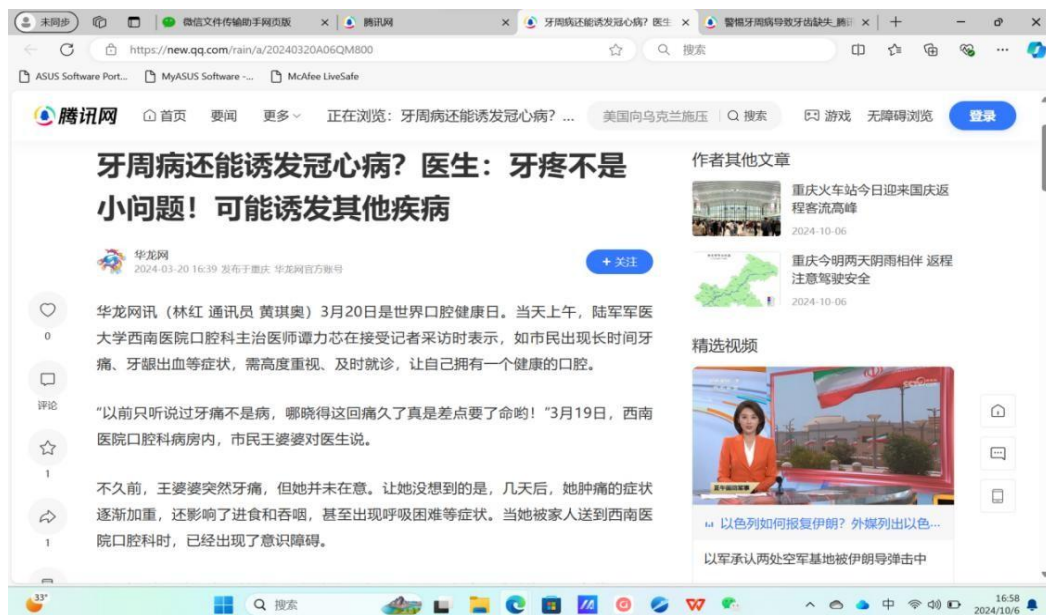 未同步
微信文件传输助手网页版
腾讯网
牙周病还能诱发冠心病？医生
警惕牙周病导致牙齿缺失_腾讯
https://new.qq.com/rain/a/20240320A06QM800
搜索
ASUS Software Port...
MyASUS Software -...
McAfee LiveSafe
腾讯网
首页
要闻
更多
正在浏览：牙周病还能诱发冠心病？...
美国向乌克兰施压
搜索
游戏
无障碍浏览
登录
牙周病还能诱发冠心病？医生：牙疼不是
小问题！可能诱发其他疾病
华龙网
2024-03-20 16:39 发布于重庆 华龙网官方账号
+ 关注
0
评论
1
1
华龙网讯（林红 通讯员 黄琪奥）3月20日是世界口腔健康日。当天上午，陆军军医
大学西南医院口腔科主治医师谭力芯在接受记者采访时表示，如市民出现长时间牙
痛、牙龈出血等症状，需高度重视、及时就诊，让自己拥有一个健康的口腔。
“以前只听说过牙痛不是病，哪晓得这回痛久了真是差点要了命哟！”3月19日，西南
医院口腔科病房内，市民王婆婆对医生说。
不久前，王婆婆突然牙痛，但她并未在意。让她没想到的是，几天后，她肿痛的症状
逐渐加重，还影响了进食和吞咽，甚至出现呼吸困难等症状。当她被家人送到西南医
院口腔科时，已经出现了意识障碍。
作者其他文章
重庆火车站今日迎来国庆返
程客流高峰
2024-10-06
重庆今明两天阴雨相伴 返程
注意驾驶安全
2024-10-06
精选视频
以色列如何报复伊朗？外媒列出以色...
以军承认两处空军基地被伊朗导弹击中
33°
搜索
中
16:58
2024/10/6